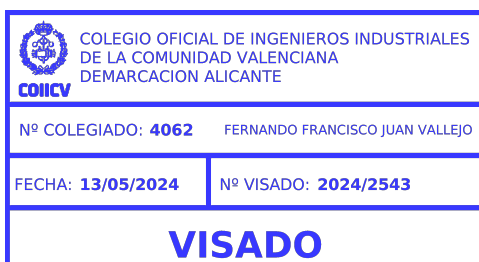 COLEGIO OFICIAL DE INGENIEROS INDUSTRIALES
DE LA COMUNIDAD VALENCIANA
DEMARCACION ALICANTE
COIICV
Nº COLEGIADO: 4062 FERNANDO FRANCISCO JUAN VALLEJO
FECHA: 13/05/2024 Nº VISADO: 2024/2543
VISADO